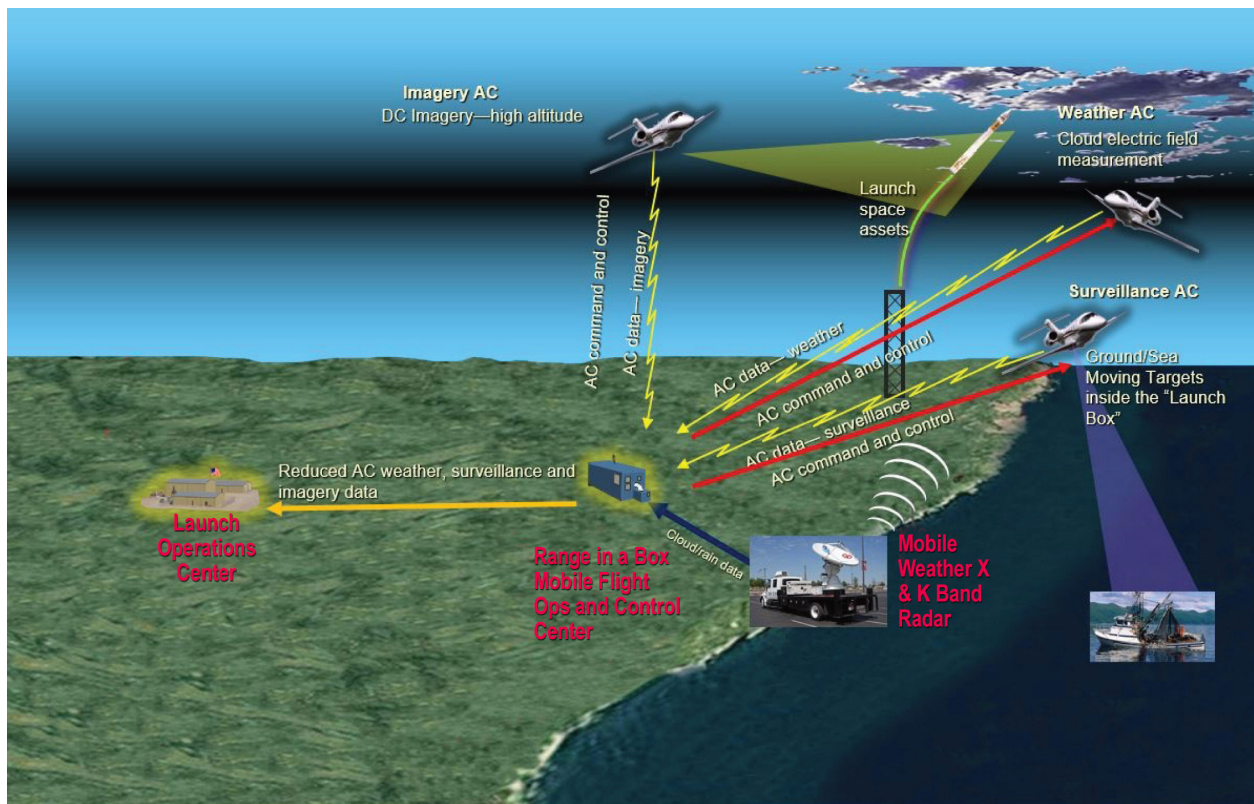 Imagery AC
DC Imagery—high altitude
Weather AC
Cloud electric field
measurement
Launch
space
assets
AC command and control
AC data—imagery
Surveillance AC
Ground/Sea
Moving Targets
inside the “Launch
Box”
AC data— weather
AC command and control
AC data— surveillance
AC command and control
Reduced AC weather, surveillance and
imagery data
Launch
Operations
Center
Range in a Box
Mobile Flight
Ops and Control
Center
Cloud/rain data
Mobile
Weather X
& K Band
Radar